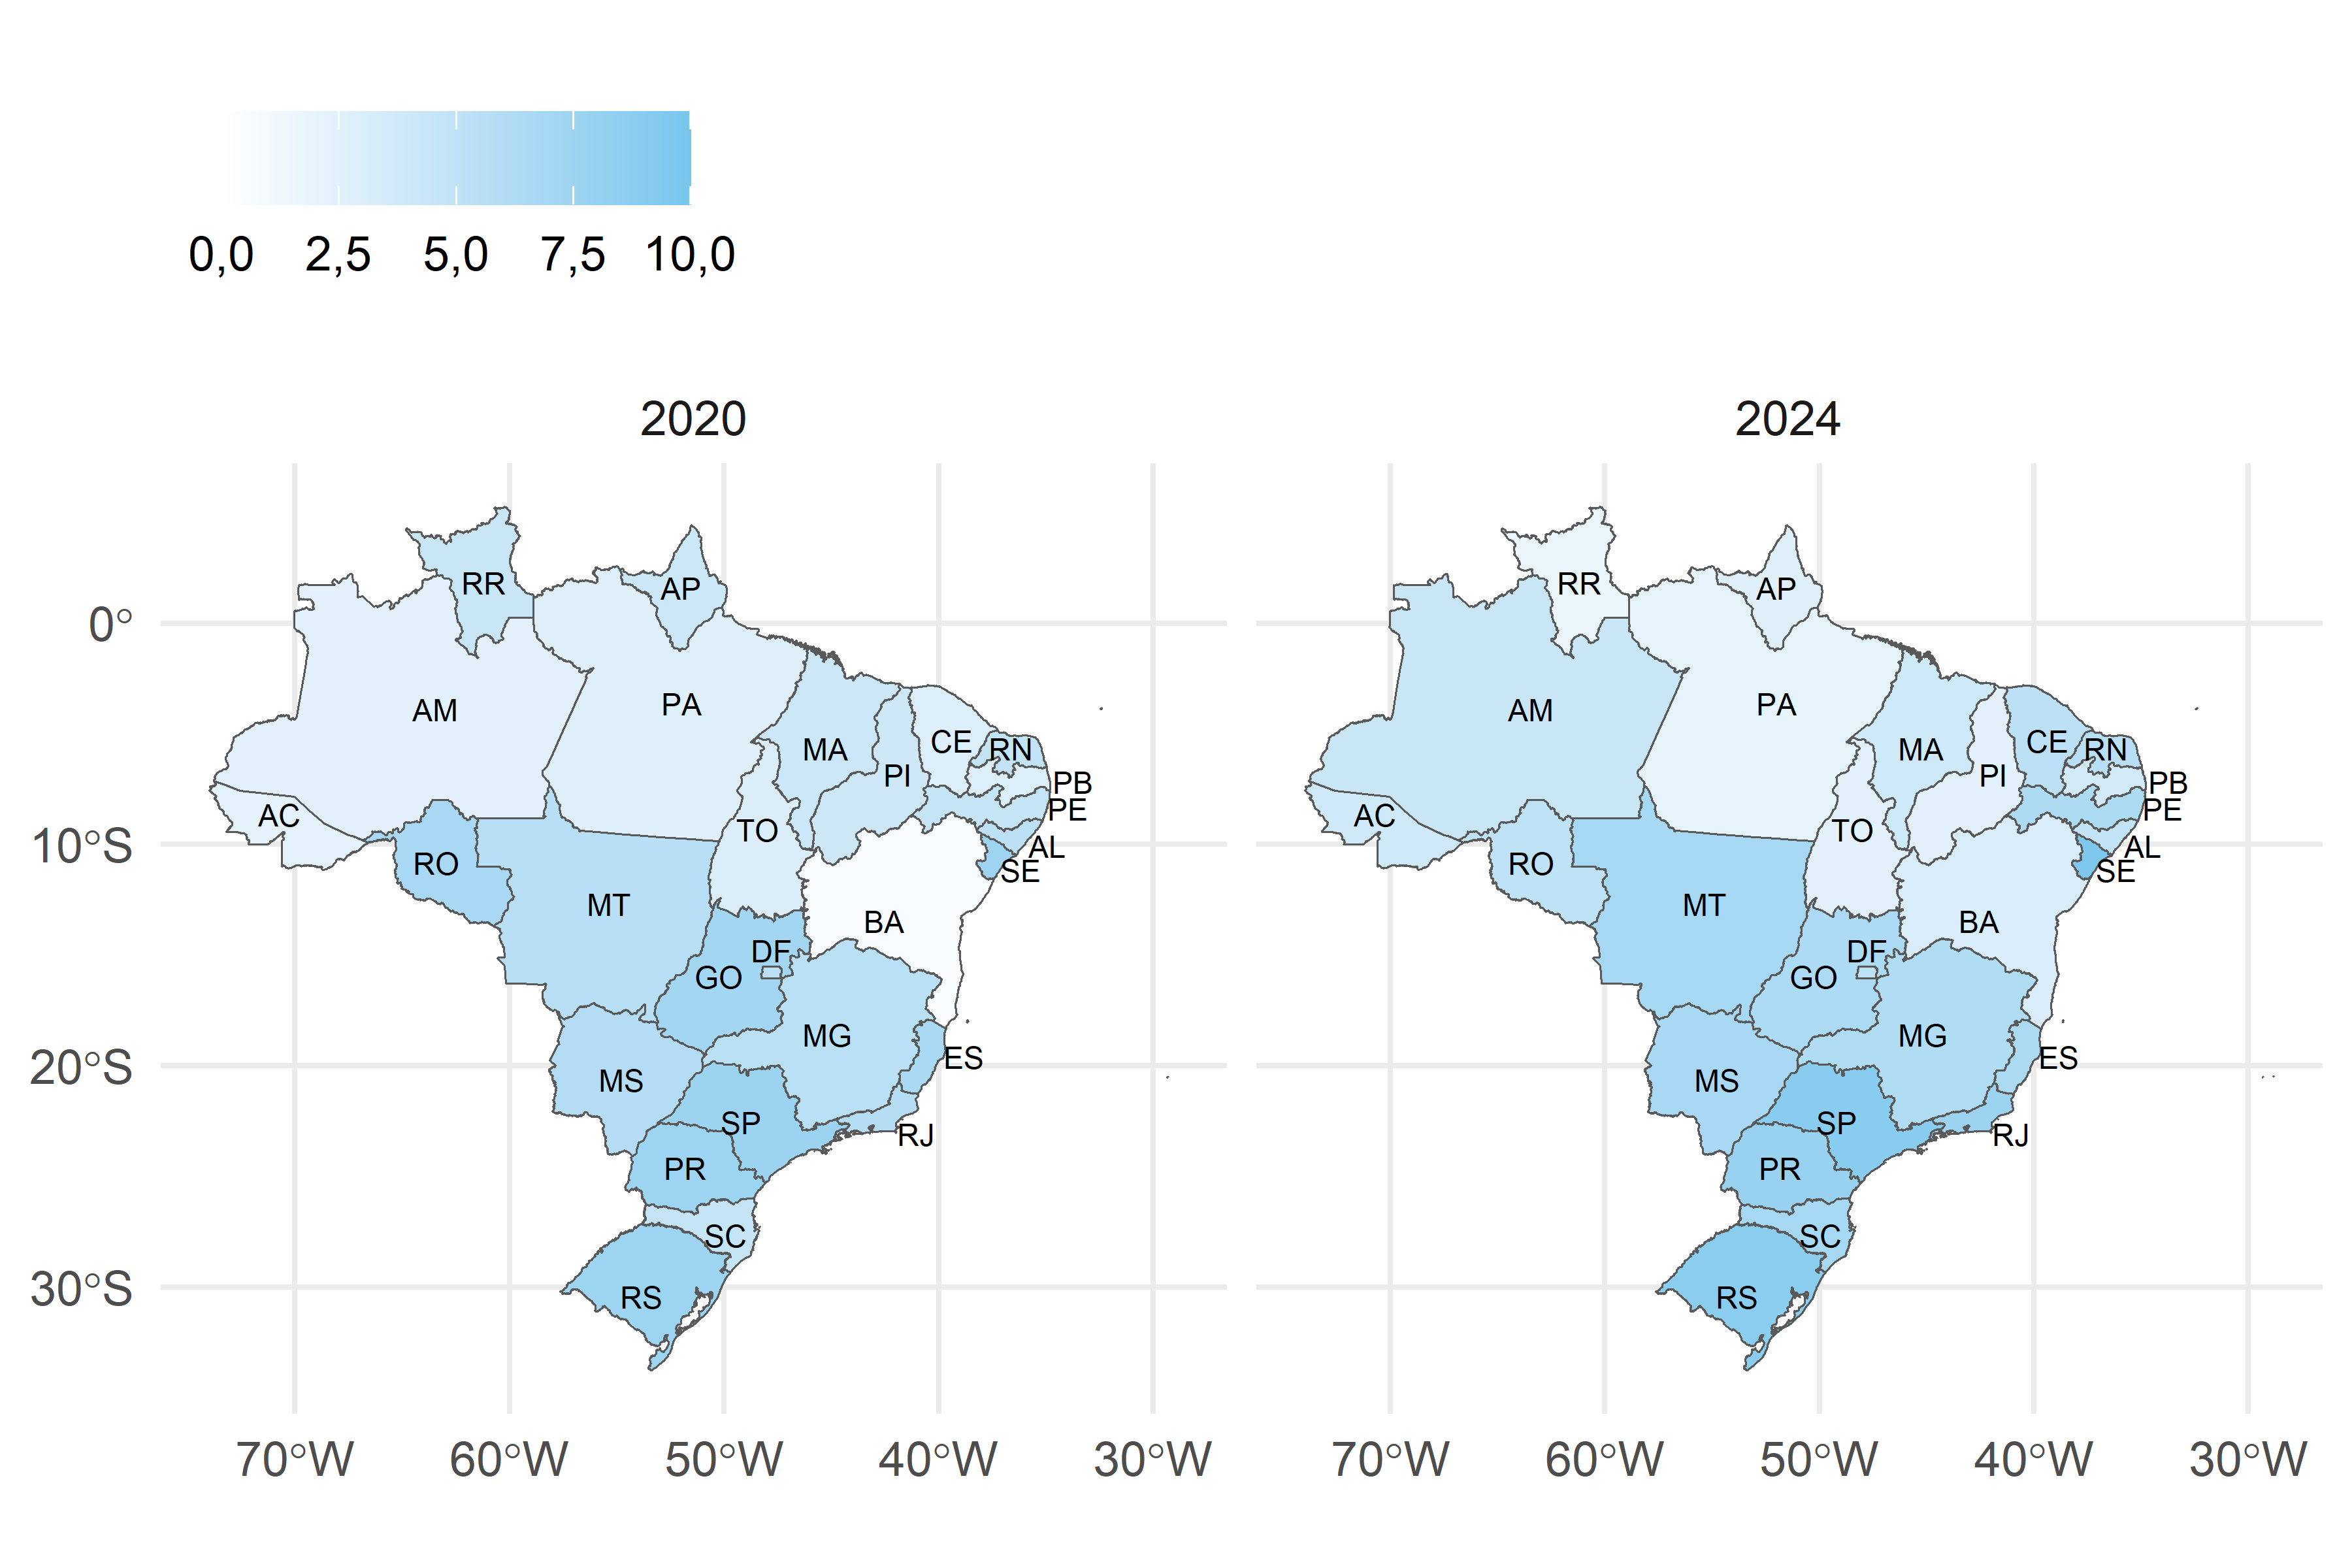 0,0 2,5 5,0 7,5 10,0
2020 2024
RR AP RR AP
0°
AM PA MA CE RN PI PB PE AM PA MA CE RN PI PB PE
AC TO AL AC TO AL
10°S
RO SE RO SE
MT BA MT BA
DF DF
GO GO
MG MG
20°S
ES ES
MS MS
SP RJ SP RJ
PR PR
SC SC
30°S
RS RS
70°W 60°W 50°W 40°W 30°W 70°W 60°W 50°W 40°W 30°W